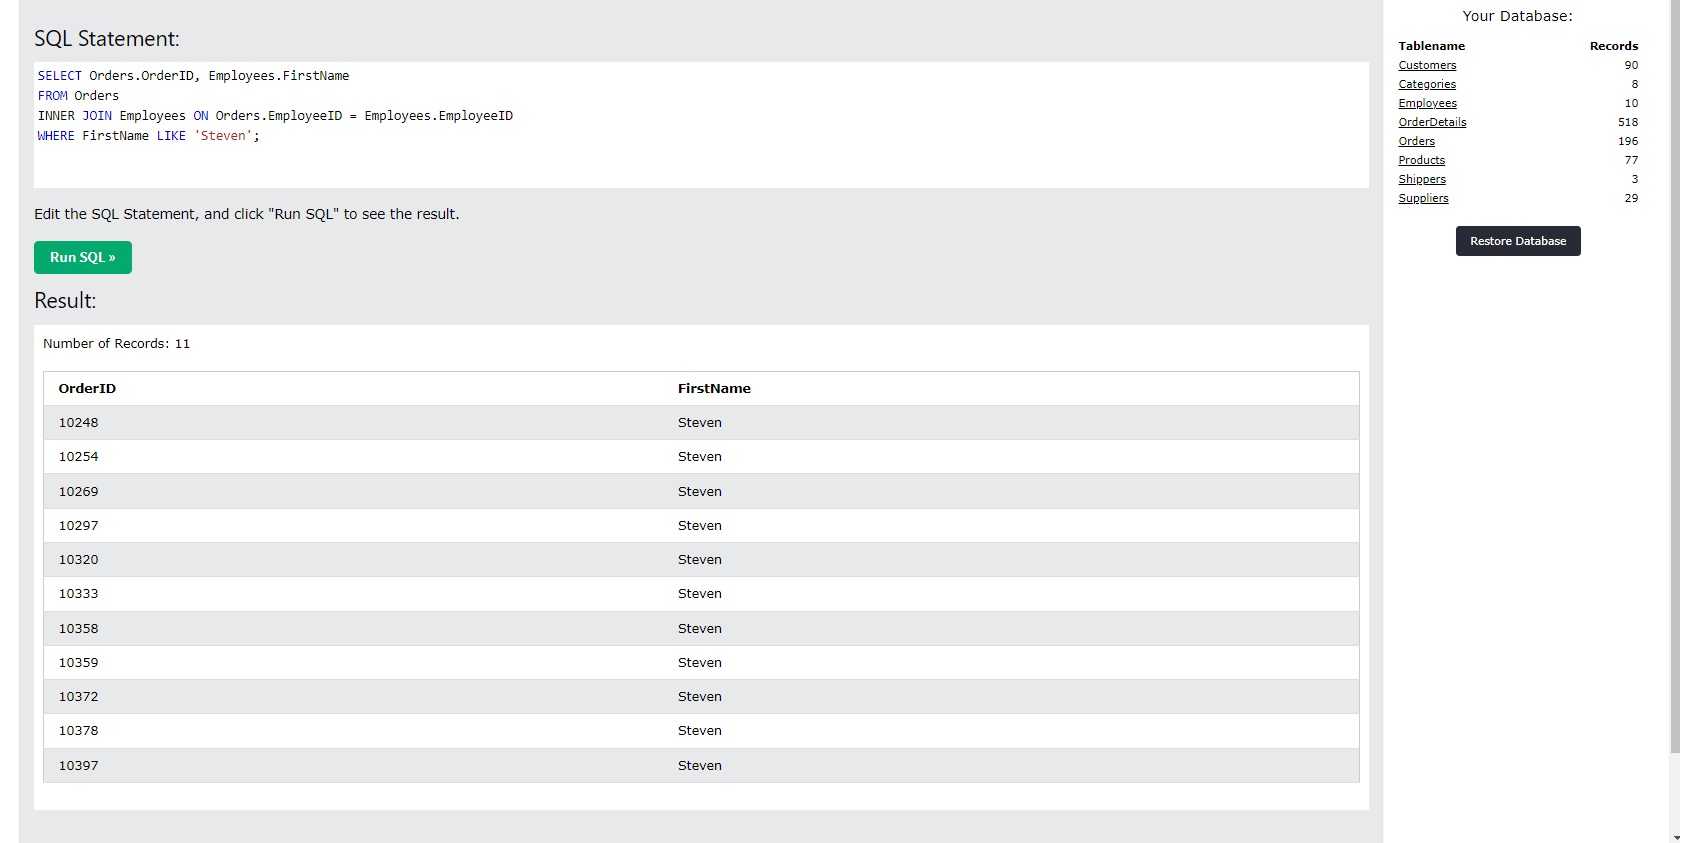 SQL Statement:
SELECT Orders.OrderID, Employees.FirstName
FROM Orders
INNER JOIN Employees ON Orders.EmployeeID = Employees.EmployeeID
WHERE FirstName LIKE 'Steven';
Edit the SQL Statement, and click "Run SQL" to see the result.
Run SQL »
Result:
Number of Records: 11
OrderID FirstName
10248 Steven
10254 Steven
10269 Steven
10297 Steven
10320 Steven
10333 Steven
10358 Steven
10359 Steven
10372 Steven
10378 Steven
10397 Steven
Your Database:
Tablename Records
Customers 90
Categories 8
Employees 10
OrderDetails 518
Orders 196
Products 77
Shippers 3
Suppliers 29
Restore Database